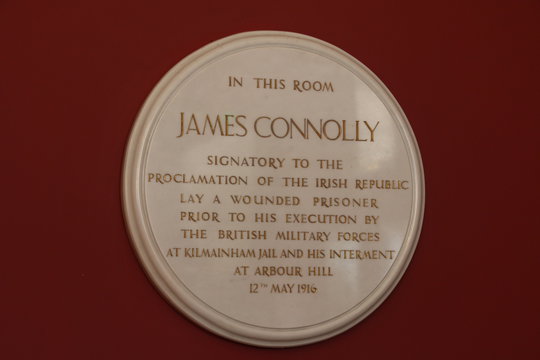 IN THIS ROOM
JAMES CONNOLLY
SIGNATORY TO THE
PROCLAMATION OF THE IRISH REPUBLIC
LAY A WOUNDED PRISONER
PRIOR TO HIS EXECUTION BY
THE BRITISH MILITARY FORCES
AT KILMAINHAM JAIL AND HIS INTERMENT
AT ARBOUR HILL
12TH MAY 1916